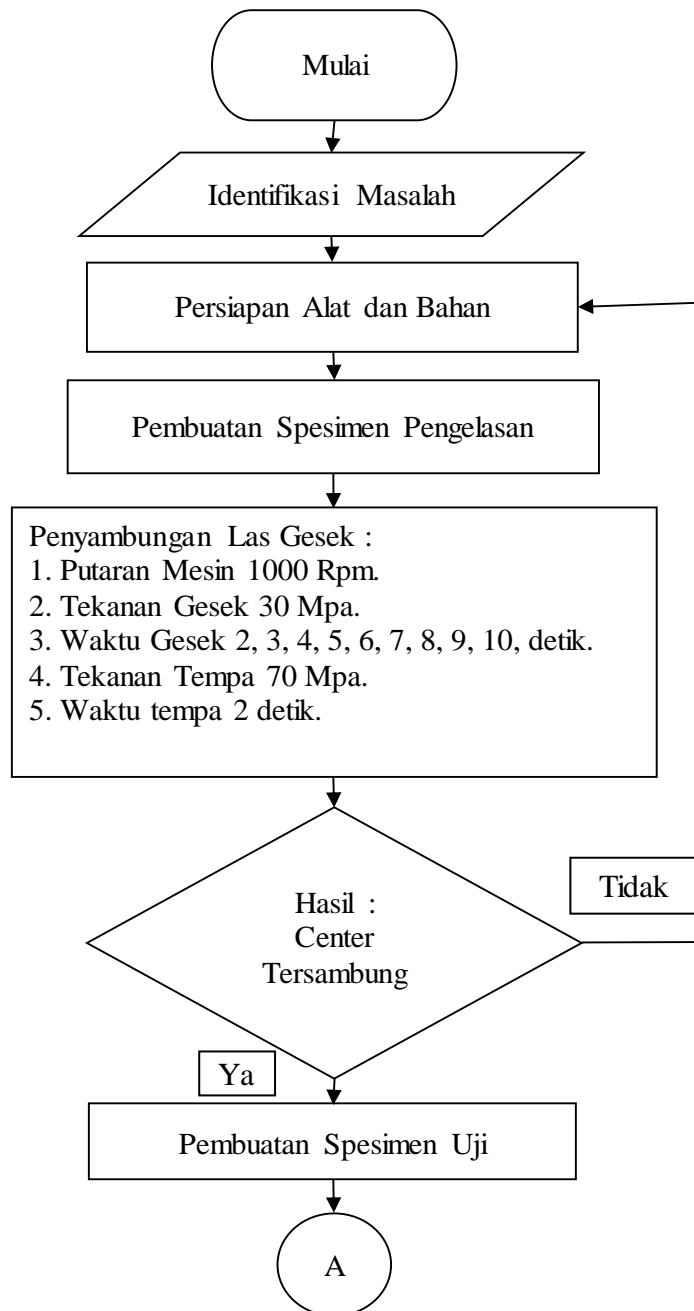 Mulai
Identifikasi Masalah
Persiapan Alat dan Bahan
Pembuatan Spesimen Pengelasan
Penyambungan Las Gesek :
1. Putaran Mesin 1000 Rpm.
2. Tekanan Gesek 30 Mpa.
3. Waktu Gesek 2, 3, 4, 5, 6, 7, 8, 9, 10, detik.
4. Tekanan Tempa 70 Mpa.
5. Waktu tempa 2 detik.
Hasil :
Center
Tersambung
Tidak
Ya
Pembuatan Spesimen Uji
A